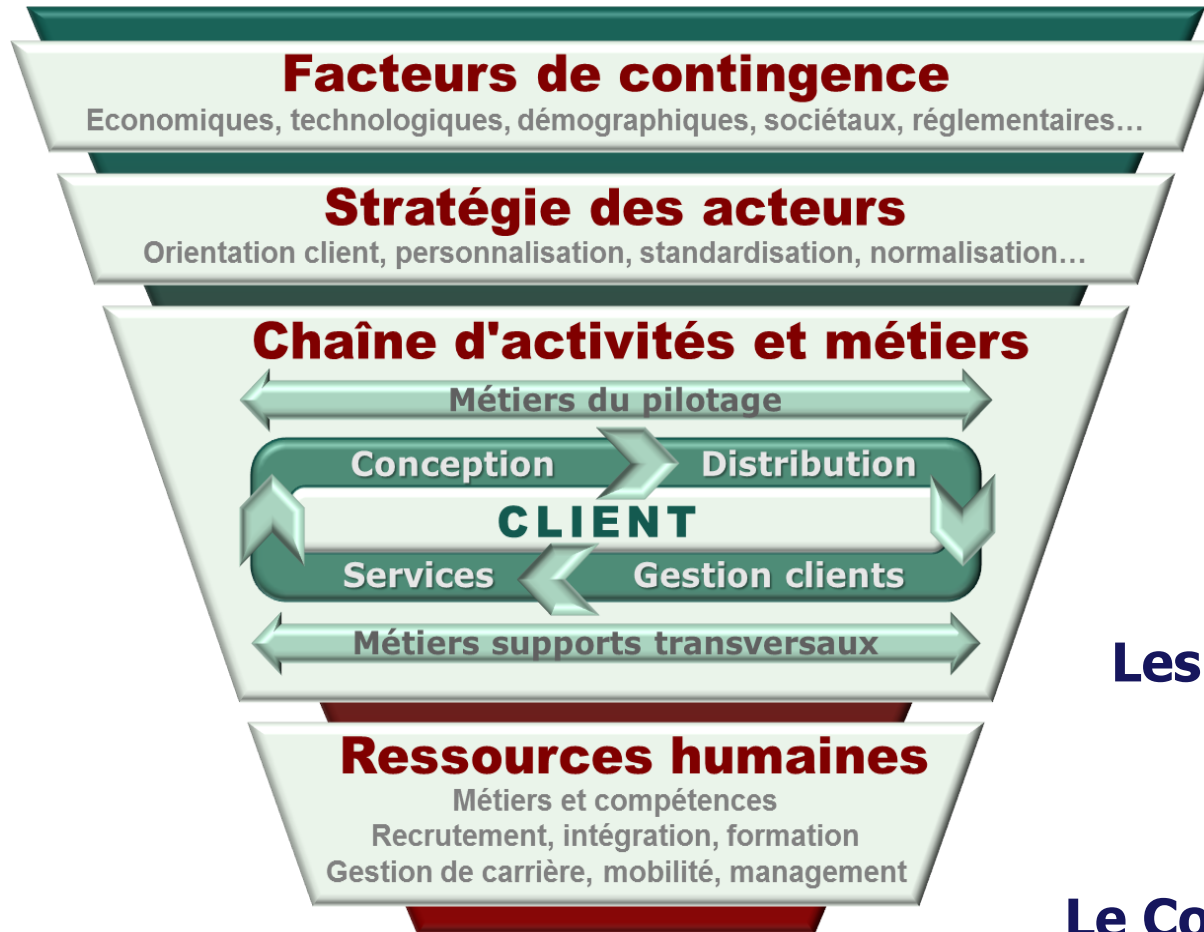 Facteurs de contingence
Economiques, technologiques, démographiques, sociétaux, réglementaires…
Stratégie des acteurs
Orientation client, personnalisation, standardisation, normalisation…
Chaîne d'activités et métiers
Métiers du pilotage
Conception
Distribution
CLIENT
Services
Gestion clients
Métiers supports transversaux
Les
Ressources humaines
Métiers et compétences
Recrutement, intégration, formation
Gestion de carrière, mobilité, management
Le